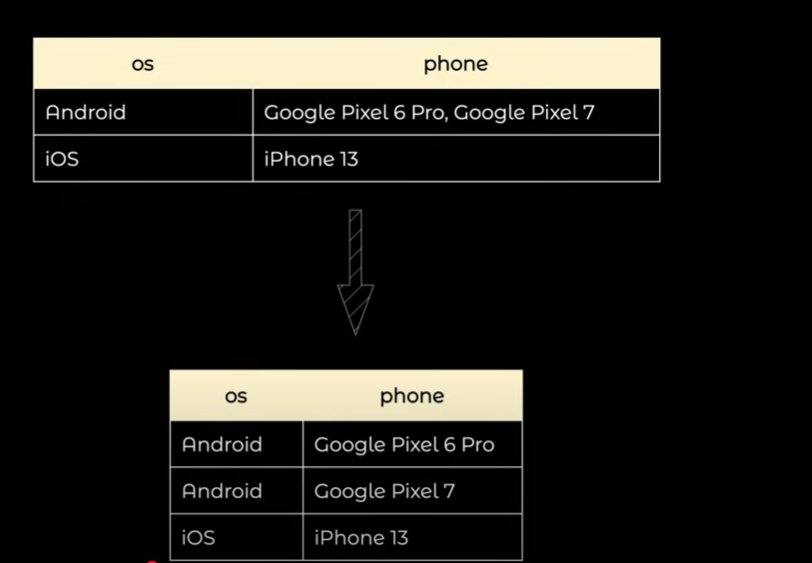 os phone
Android Google Pixel 6 Pro, Google Pixel 7
iOS iPhone 13
os phone
Android Google Pixel 6 Pro
Android Google Pixel 7
iOS iPhone 13